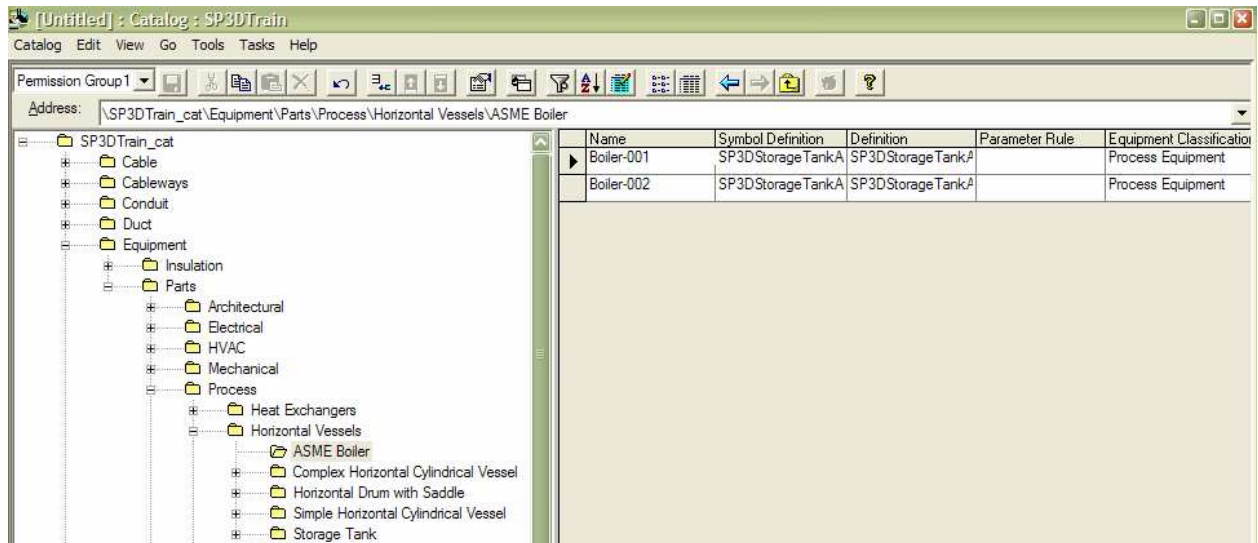 [Untitled] : Catalog : SP3DTrain
Catalog Edit View Go Tools Tasks Help
Permission Group1
Address: \SP3DTrain_cat\Equipment\Parts\Process\Horizontal Vessels\ASME Boiler
SP3DTrain_cat
Cable
Cableways
Conduit
Duct
Equipment
Insulation
Parts
Architectural
Electrical
HVAC
Mechanical
Process
Heat Exchangers
Horizontal Vessels
ASME Boiler
Complex Horizontal Cylindrical Vessel
Horizontal Drum with Saddle
Simple Horizontal Cylindrical Vessel
Storage Tank
Name Symbol Definition Definition Parameter Rule Equipment Classification
Boiler-001 SP3DStorageTankA SP3DStorageTankA Process Equipment
Boiler-002 SP3DStorageTankA SP3DStorageTankA Process Equipment